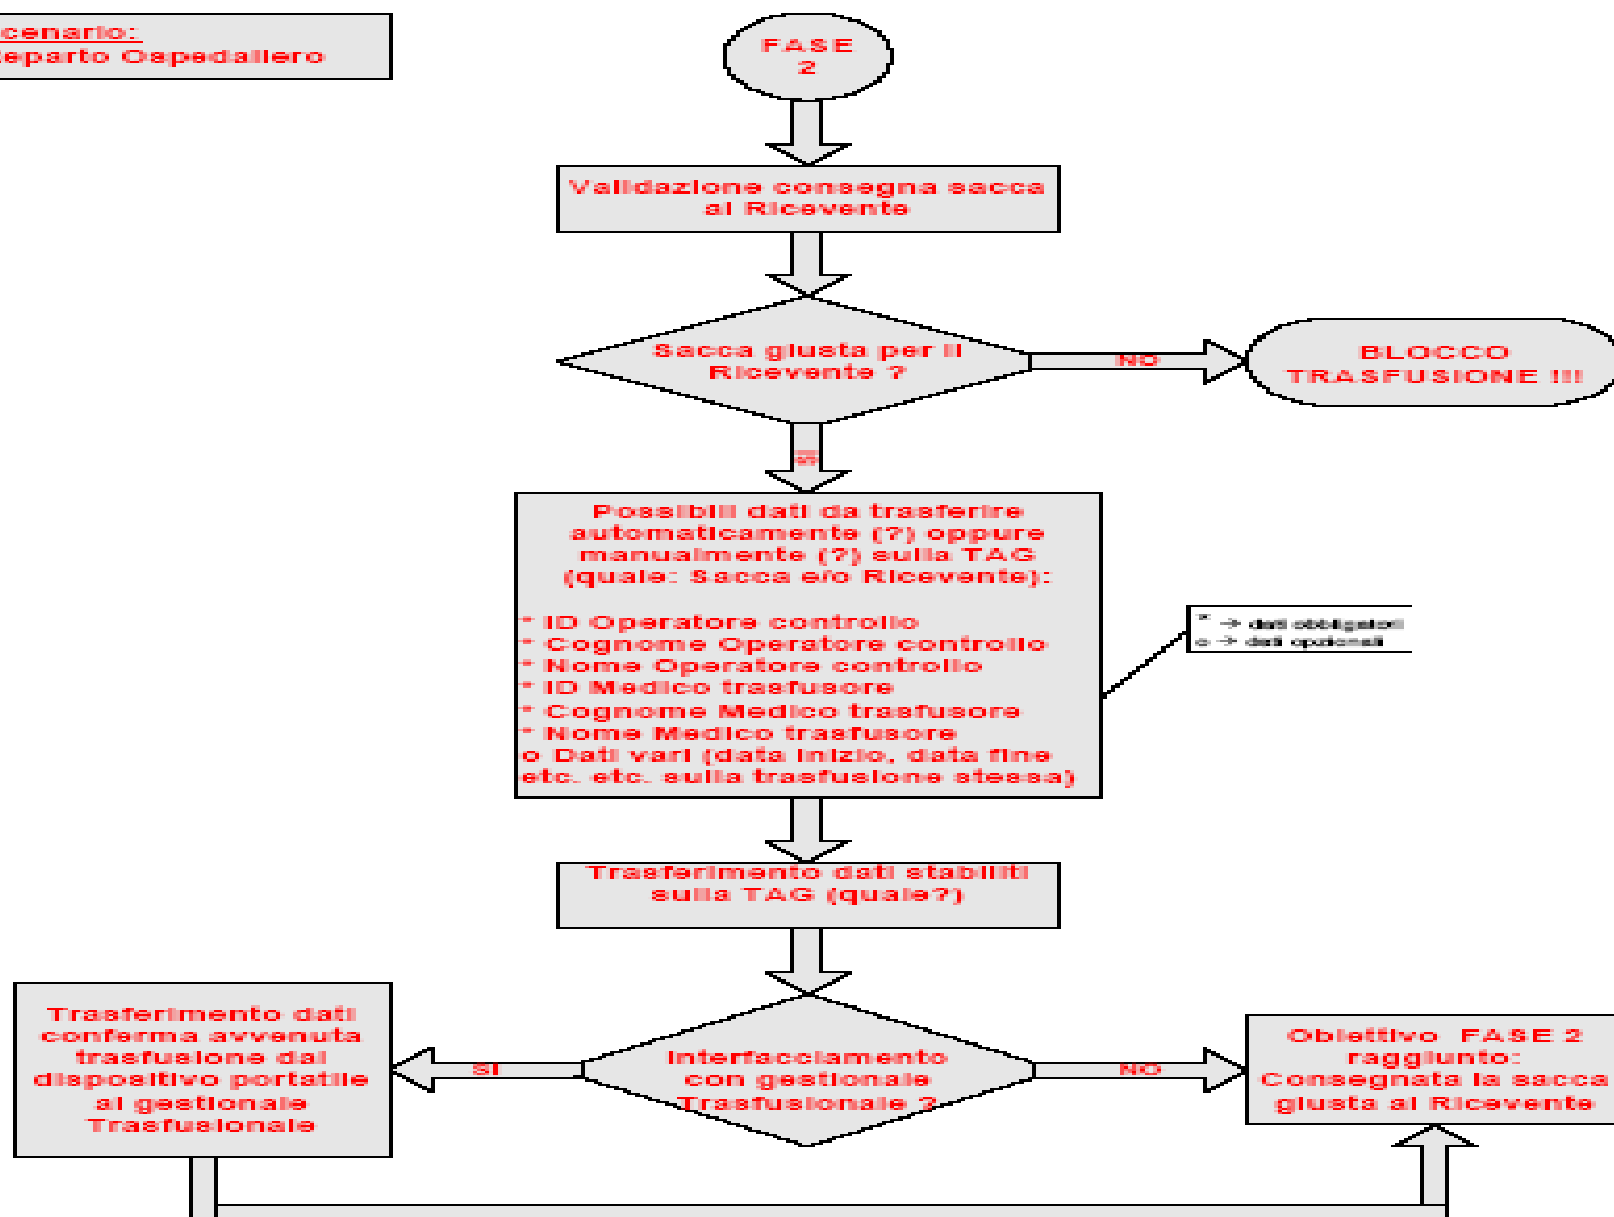 cenario:
eparto Ospedaliero
FASE
2
Validazione consegna sacca
al Ricevente
Sacca giusta per il
Ricevente ?
NO
BLOCCO
TRASFUSIONE !!!
Possibili dati da trasferire
automaticamente (?) oppure
manualmente (?) sulla TAG
(quale: Sacca e/o Ricevente):
* ID Operatore controllo
* Cognome Operatore controllo
* Nome Operatore controllo
* ID Medico trasfusore
* Cognome Medico trasfusore
* Nome Medico trasfusore
o Dati vari (data inizio, data fine
etc. etc. sulla trasfusione stessa)
* -> dati obbligatori
o -> dati opzionali
Trasferimento dati stabiliti
sulla TAG (quale?)
Interfacciamento
con gestionale
Trasfusionale ?
SI
NO
Trasferimento dati
conferma avvenuta
trasfusione dal
dispositivo portatile
al gestionale
Trasfusionale
Obiettivo FASE 2
raggiunto:
Consegnata la sacca
giusta al Ricevente